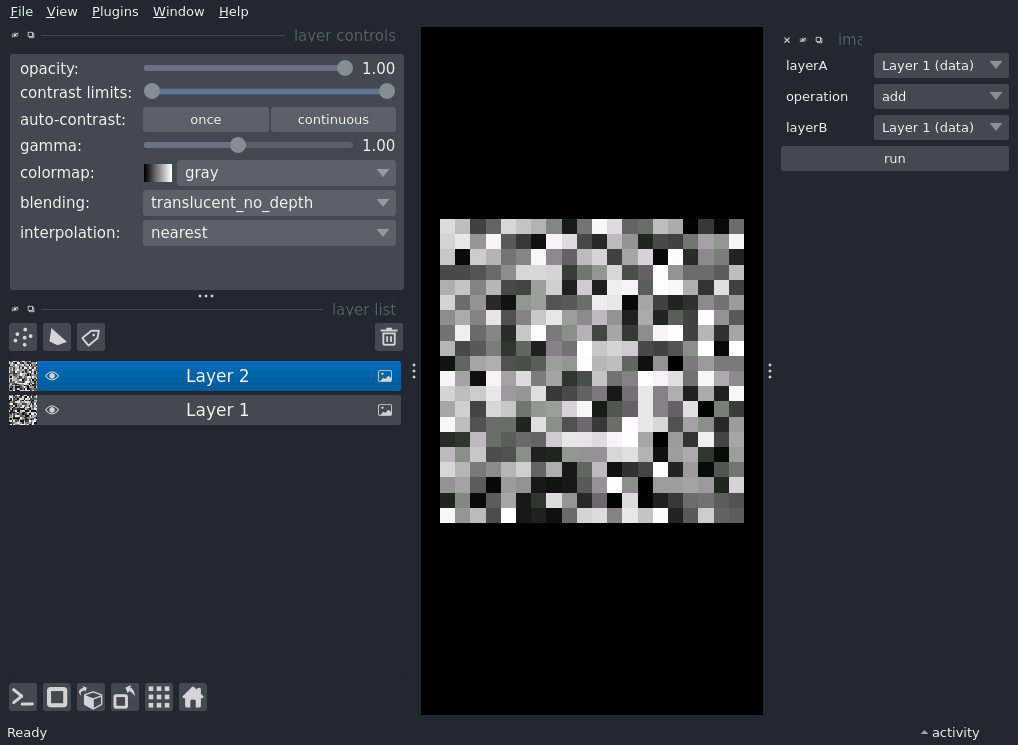 File View Plugins Window Help
layer controls
opacity: 1.00
contrast limits:
auto-contrast: once continuous
gamma: 1.00
colormap: gray
blending: translucent_no_depth
interpolation: nearest
layer list
Layer 2
Layer 1
ima
layerA Layer 1 (data)
operation add
layerB Layer 1 (data)
run
Ready
activity